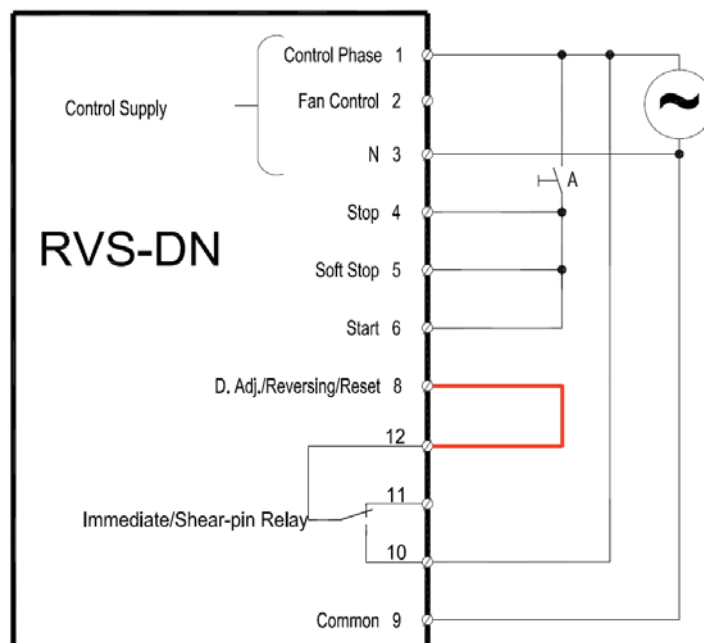 Control Phase 1
Fan Control 2
Control Supply
N 3
A
Stop 4
RVS-DN
Soft Stop 5
Start 6
D. Adj./Reversing/Reset 8
12
11
Immediate/Shear-pin Relay
10
Common 9